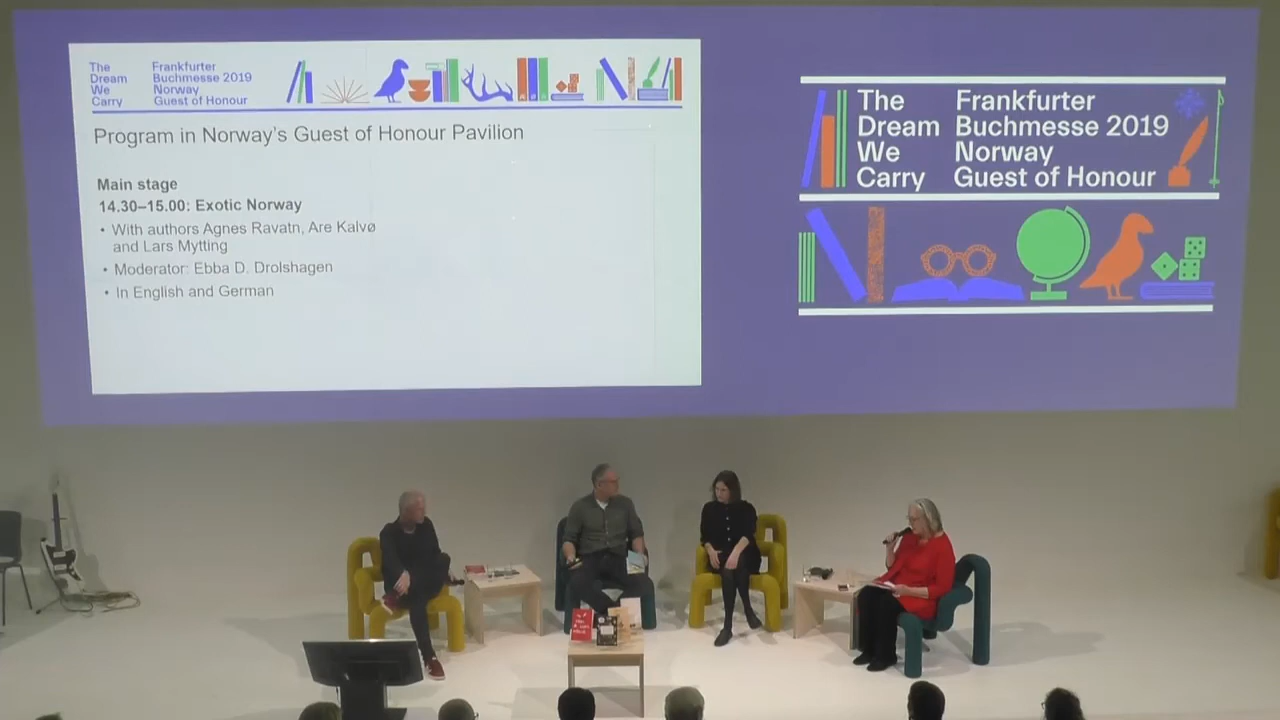 The
Dream
We
Carry
Frankfurter
Buchmesse 2019
Norway
Guest of Honour
Program in Norway's Guest of Honour Pavilion
Main stage
14.30–15.00: Exotic Norway
• With authors Agnes Ravatn, Are Kalvø
and Lars Mytting
• Moderator: Ebba D. Drolshagen
• In English and German
The
Dream
We
Carry
Frankfurter
Buchmesse 2019
Norway
Guest of Honour